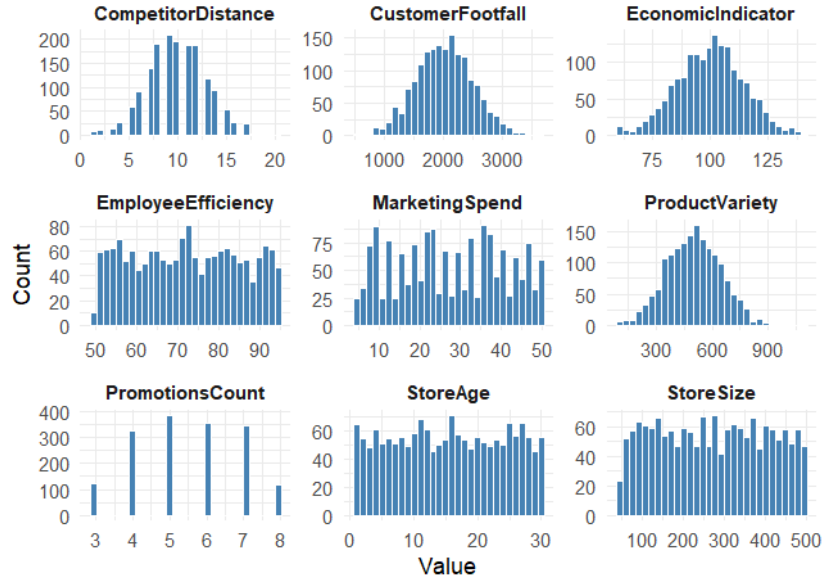 CompetitorDistance
200
150
100
50
0
0 5 10 15 20
CustomerFootfall
150
100
50
0
1000 2000 3000
EconomicIndicator
100
50
0
75 100 125
EmployeeEfficiency
80
60
40
20
0
50 60 70 80 90
MarketingSpend
75
50
25
0
10 20 30 40 50
ProductVariety
150
100
50
0
300 600 900
Count
PromotionsCount
400
300
200
100
0
3 4 5 6 7 8
StoreAge
60
40
20
0
0 10 20 30
StoreSize
60
40
20
0
100 200 300 400 500
Value